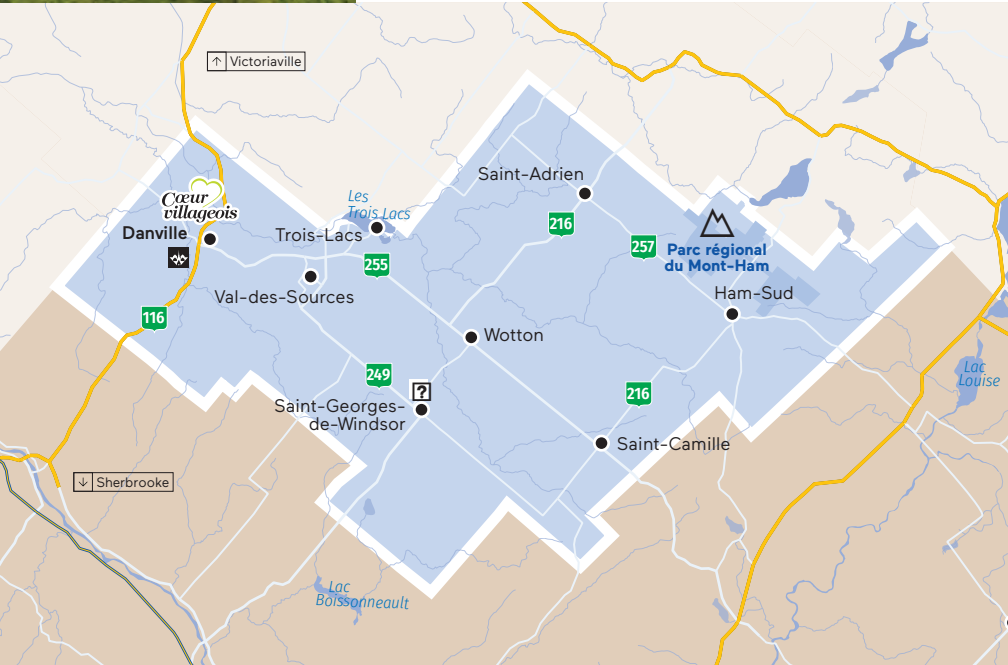 ↑ Victoriaville
Saint-Adrien
Cœur
villageois
Les
Trois Lacs
Danville
Trois-Lacs
216
257
Parc régional
du Mont-Ham
255
Val-des-Sources
Ham-Sud
116
Wotton
249
?
216
Lac
Louise
Saint-Georges-
de-Windsor
Saint-Camille
↓ Sherbrooke
Lac
Boissonneault